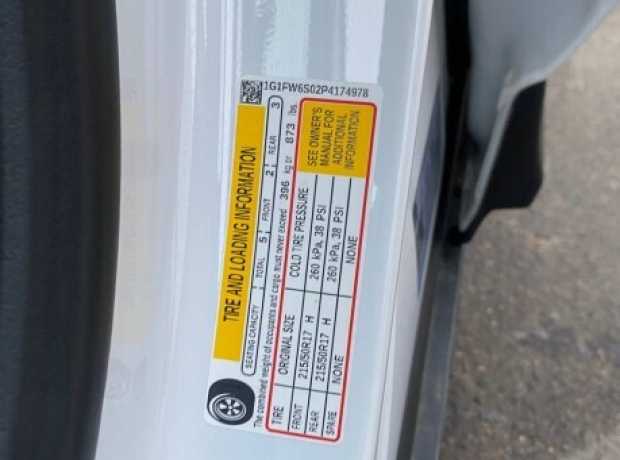 1G1FW6S02P4174978
TIRE AND LOADING INFORMATION
SEATING CAPACITY | TOTAL 5 | FRONT 2 | REAR 3
The combined weight of occupants and cargo must never exceed 396 kg or 873 lbs.
TIRE ORIGINAL SIZE COLD TIRE PRESSURE
FRONT 215/50R17 H 260 kPa, 38 PSI
REAR 215/50R17 H 260 kPa, 38 PSI
SPARE NONE NONE
SEE OWNER'S
MANUAL FOR
ADDITIONAL
INFORMATION